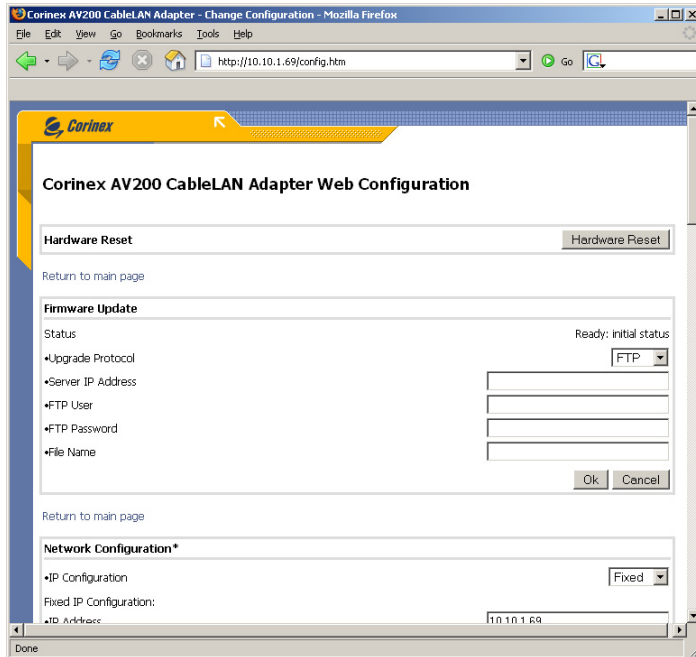 Corinex AV200 CableLAN Adapter - Change Configuration - Mozilla Firefox
File Edit View Go Bookmarks Tools Help
http://10.10.1.69/config.htm Go G
Corinex
Corinex AV200 CableLAN Adapter Web Configuration
Hardware Reset Hardware Reset
Return to main page
Firmware Update
Status Ready: initial status
•Upgrade Protocol FTP
•Server IP Address
•FTP User
•FTP Password
•File Name
Ok Cancel
Return to main page
Network Configuration*
•IP Configuration Fixed
Fixed IP Configuration:
•IP Address 10.10.1.69
Done